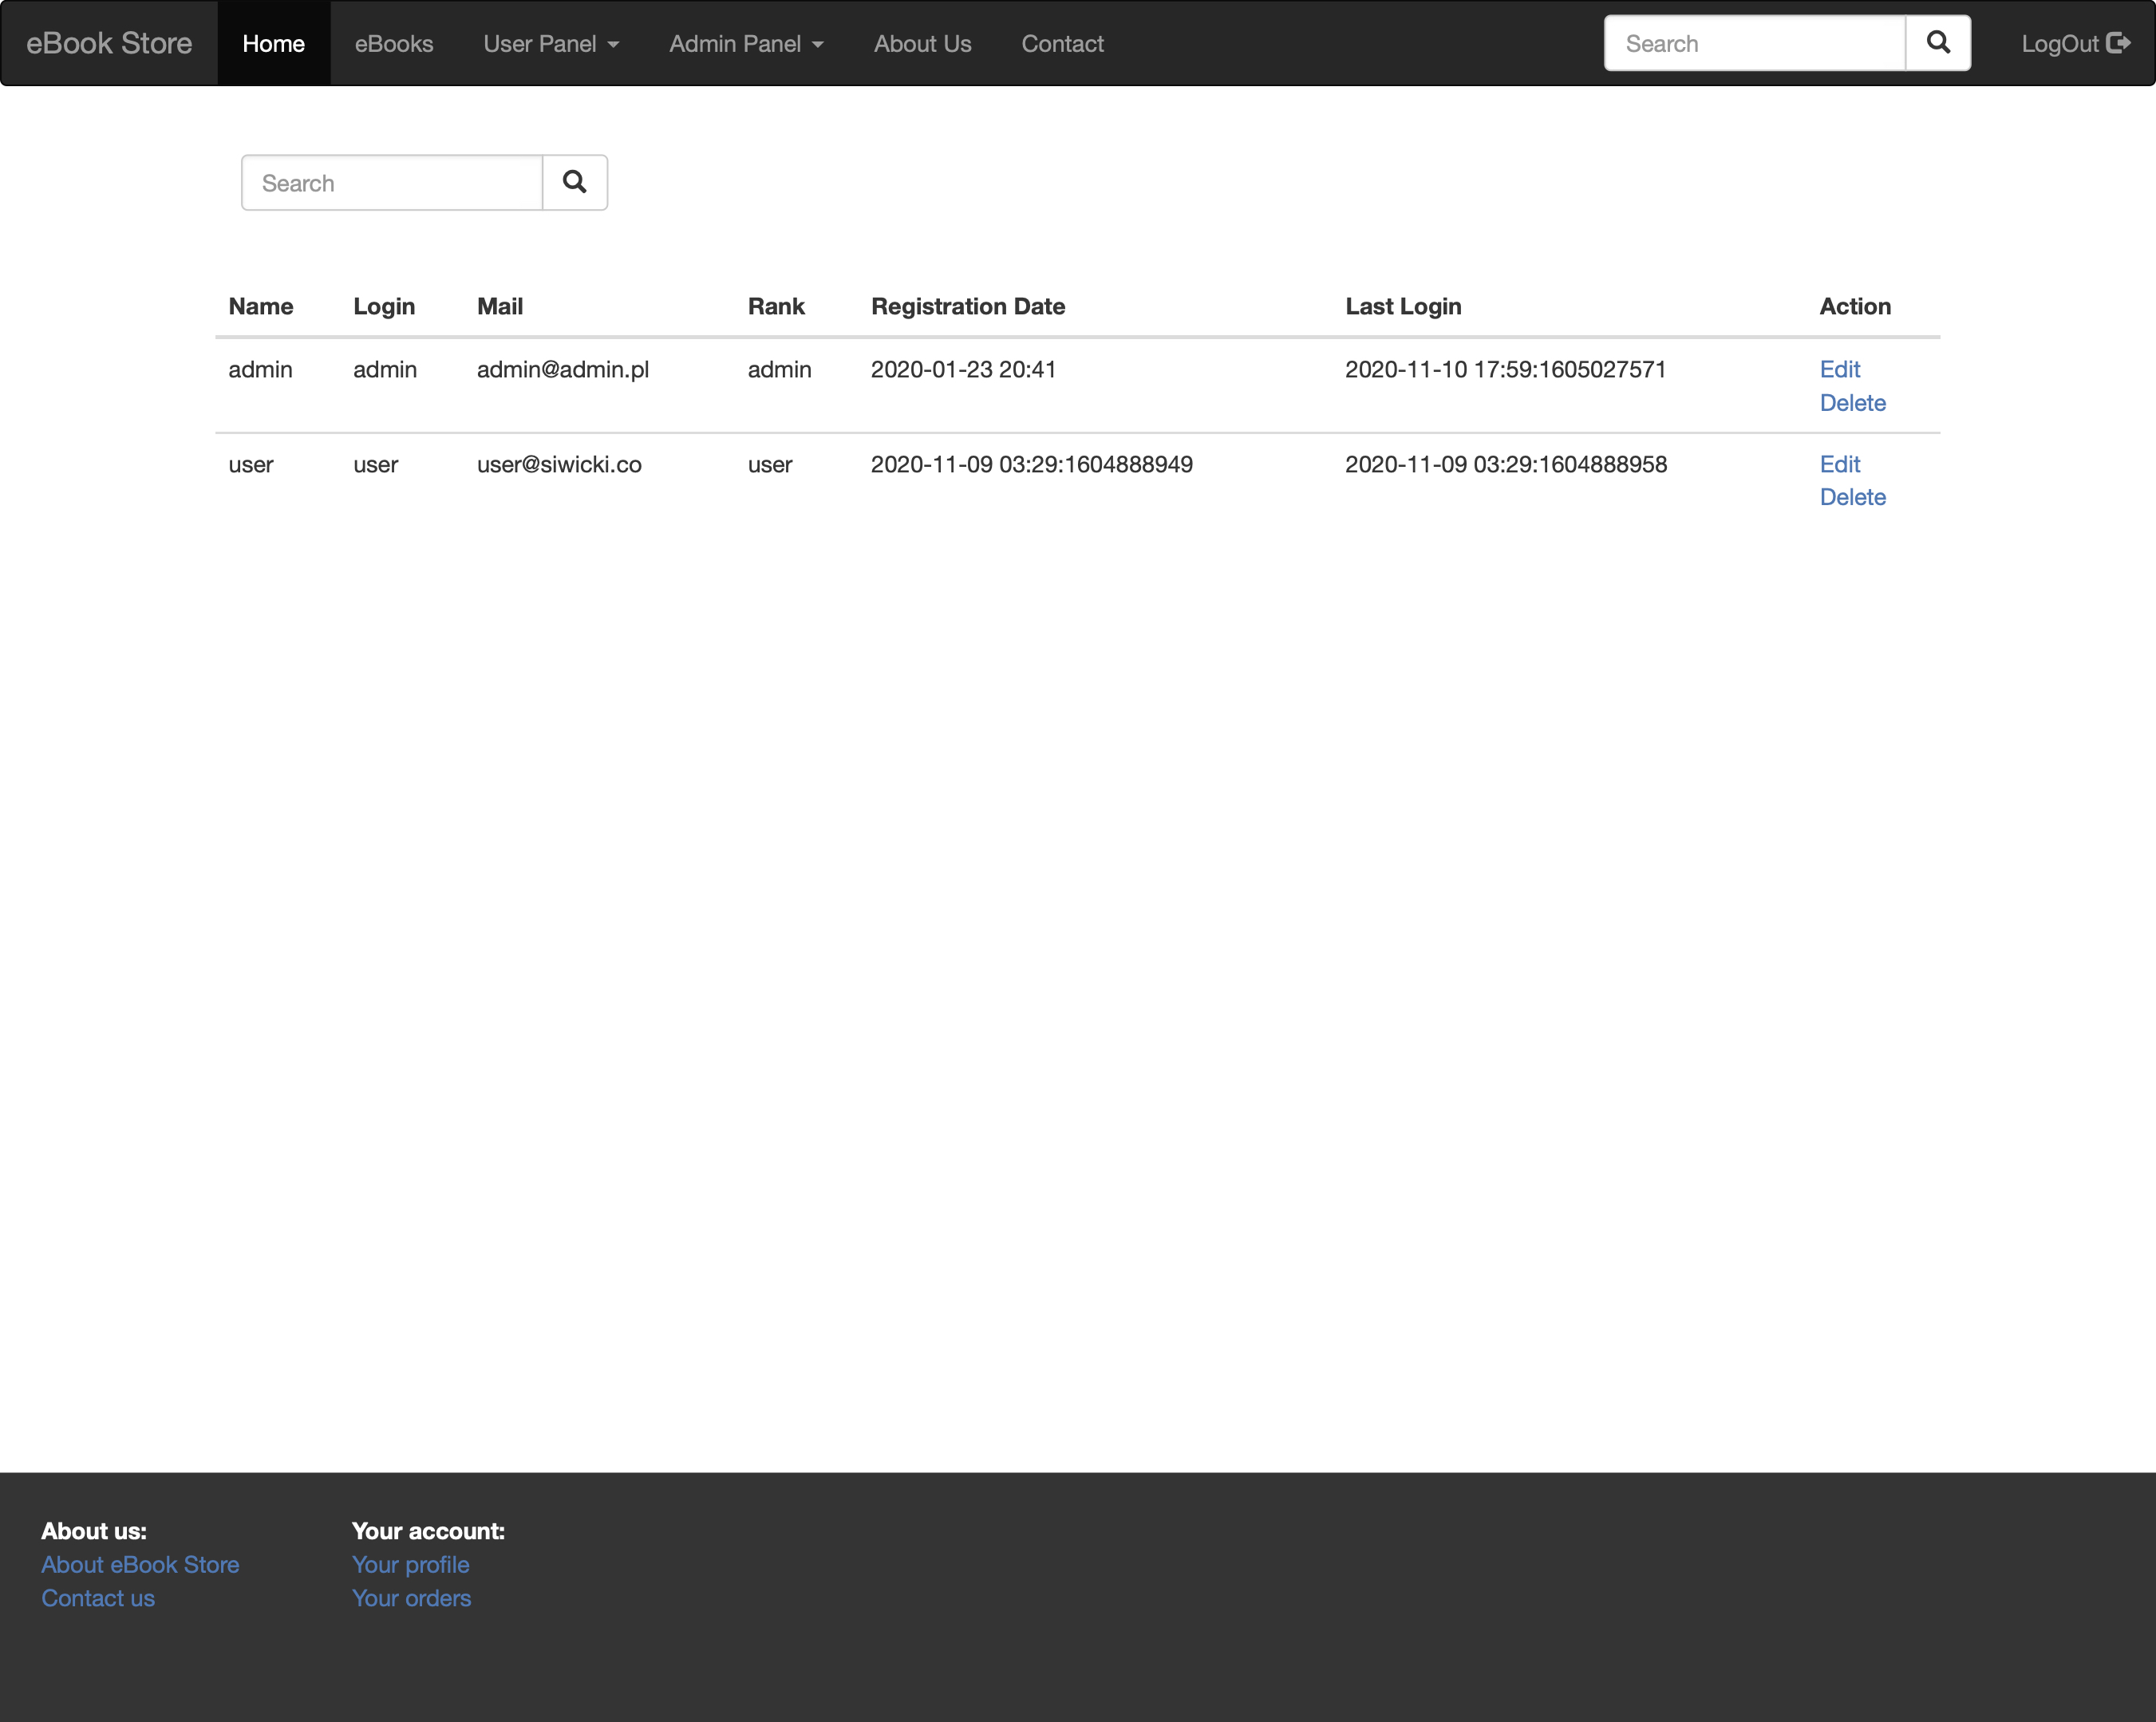 eBook Store Home eBooks User Panel Admin Panel About Us Contact Search LogOut
Search
Name Login Mail Rank Registration Date Last Login Action
admin admin admin@admin.pl admin 2020-01-23 20:41 2020-11-10 17:59:1605027571 Edit
Delete
user user user@siwicki.co user 2020-11-09 03:29:1604888949 2020-11-09 03:29:1604888958 Edit
Delete
About us: Your account:
About eBook Store Your profile
Contact us Your orders